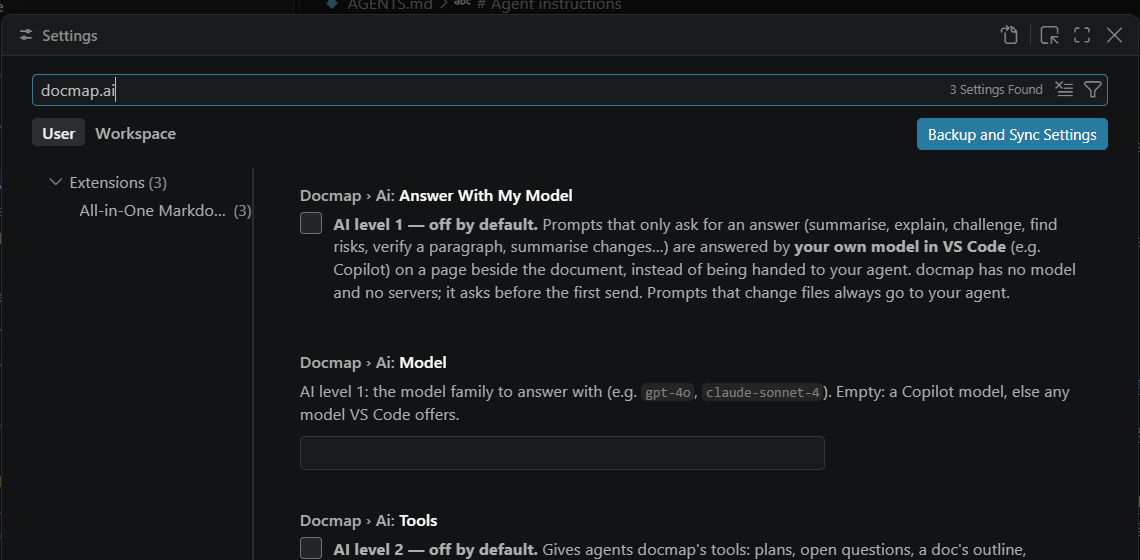 AGENTS.md > abc # Agent instructions
Settings
docmap.ai
3 Settings Found
User
Workspace
Backup and Sync Settings
Extensions (3)
All-in-One Markdo... (3)
Docmap › Ai: Answer With My Model
AI level 1 — off by default. Prompts that only ask for an answer (summarise, explain, challenge, find
risks, verify a paragraph, summarise changes...) are answered by your own model in VS Code (e.g.
Copilot) on a page beside the document, instead of being handed to your agent. docmap has no model
and no servers; it asks before the first send. Prompts that change files always go to your agent.
Docmap › Ai: Model
AI level 1: the model family to answer with (e.g. gpt-4o, claude-sonnet-4). Empty: a Copilot model, else any
model VS Code offers.
Docmap › Ai: Tools
AI level 2 — off by default. Gives agents docmap's tools: plans, open questions, a doc's outline,